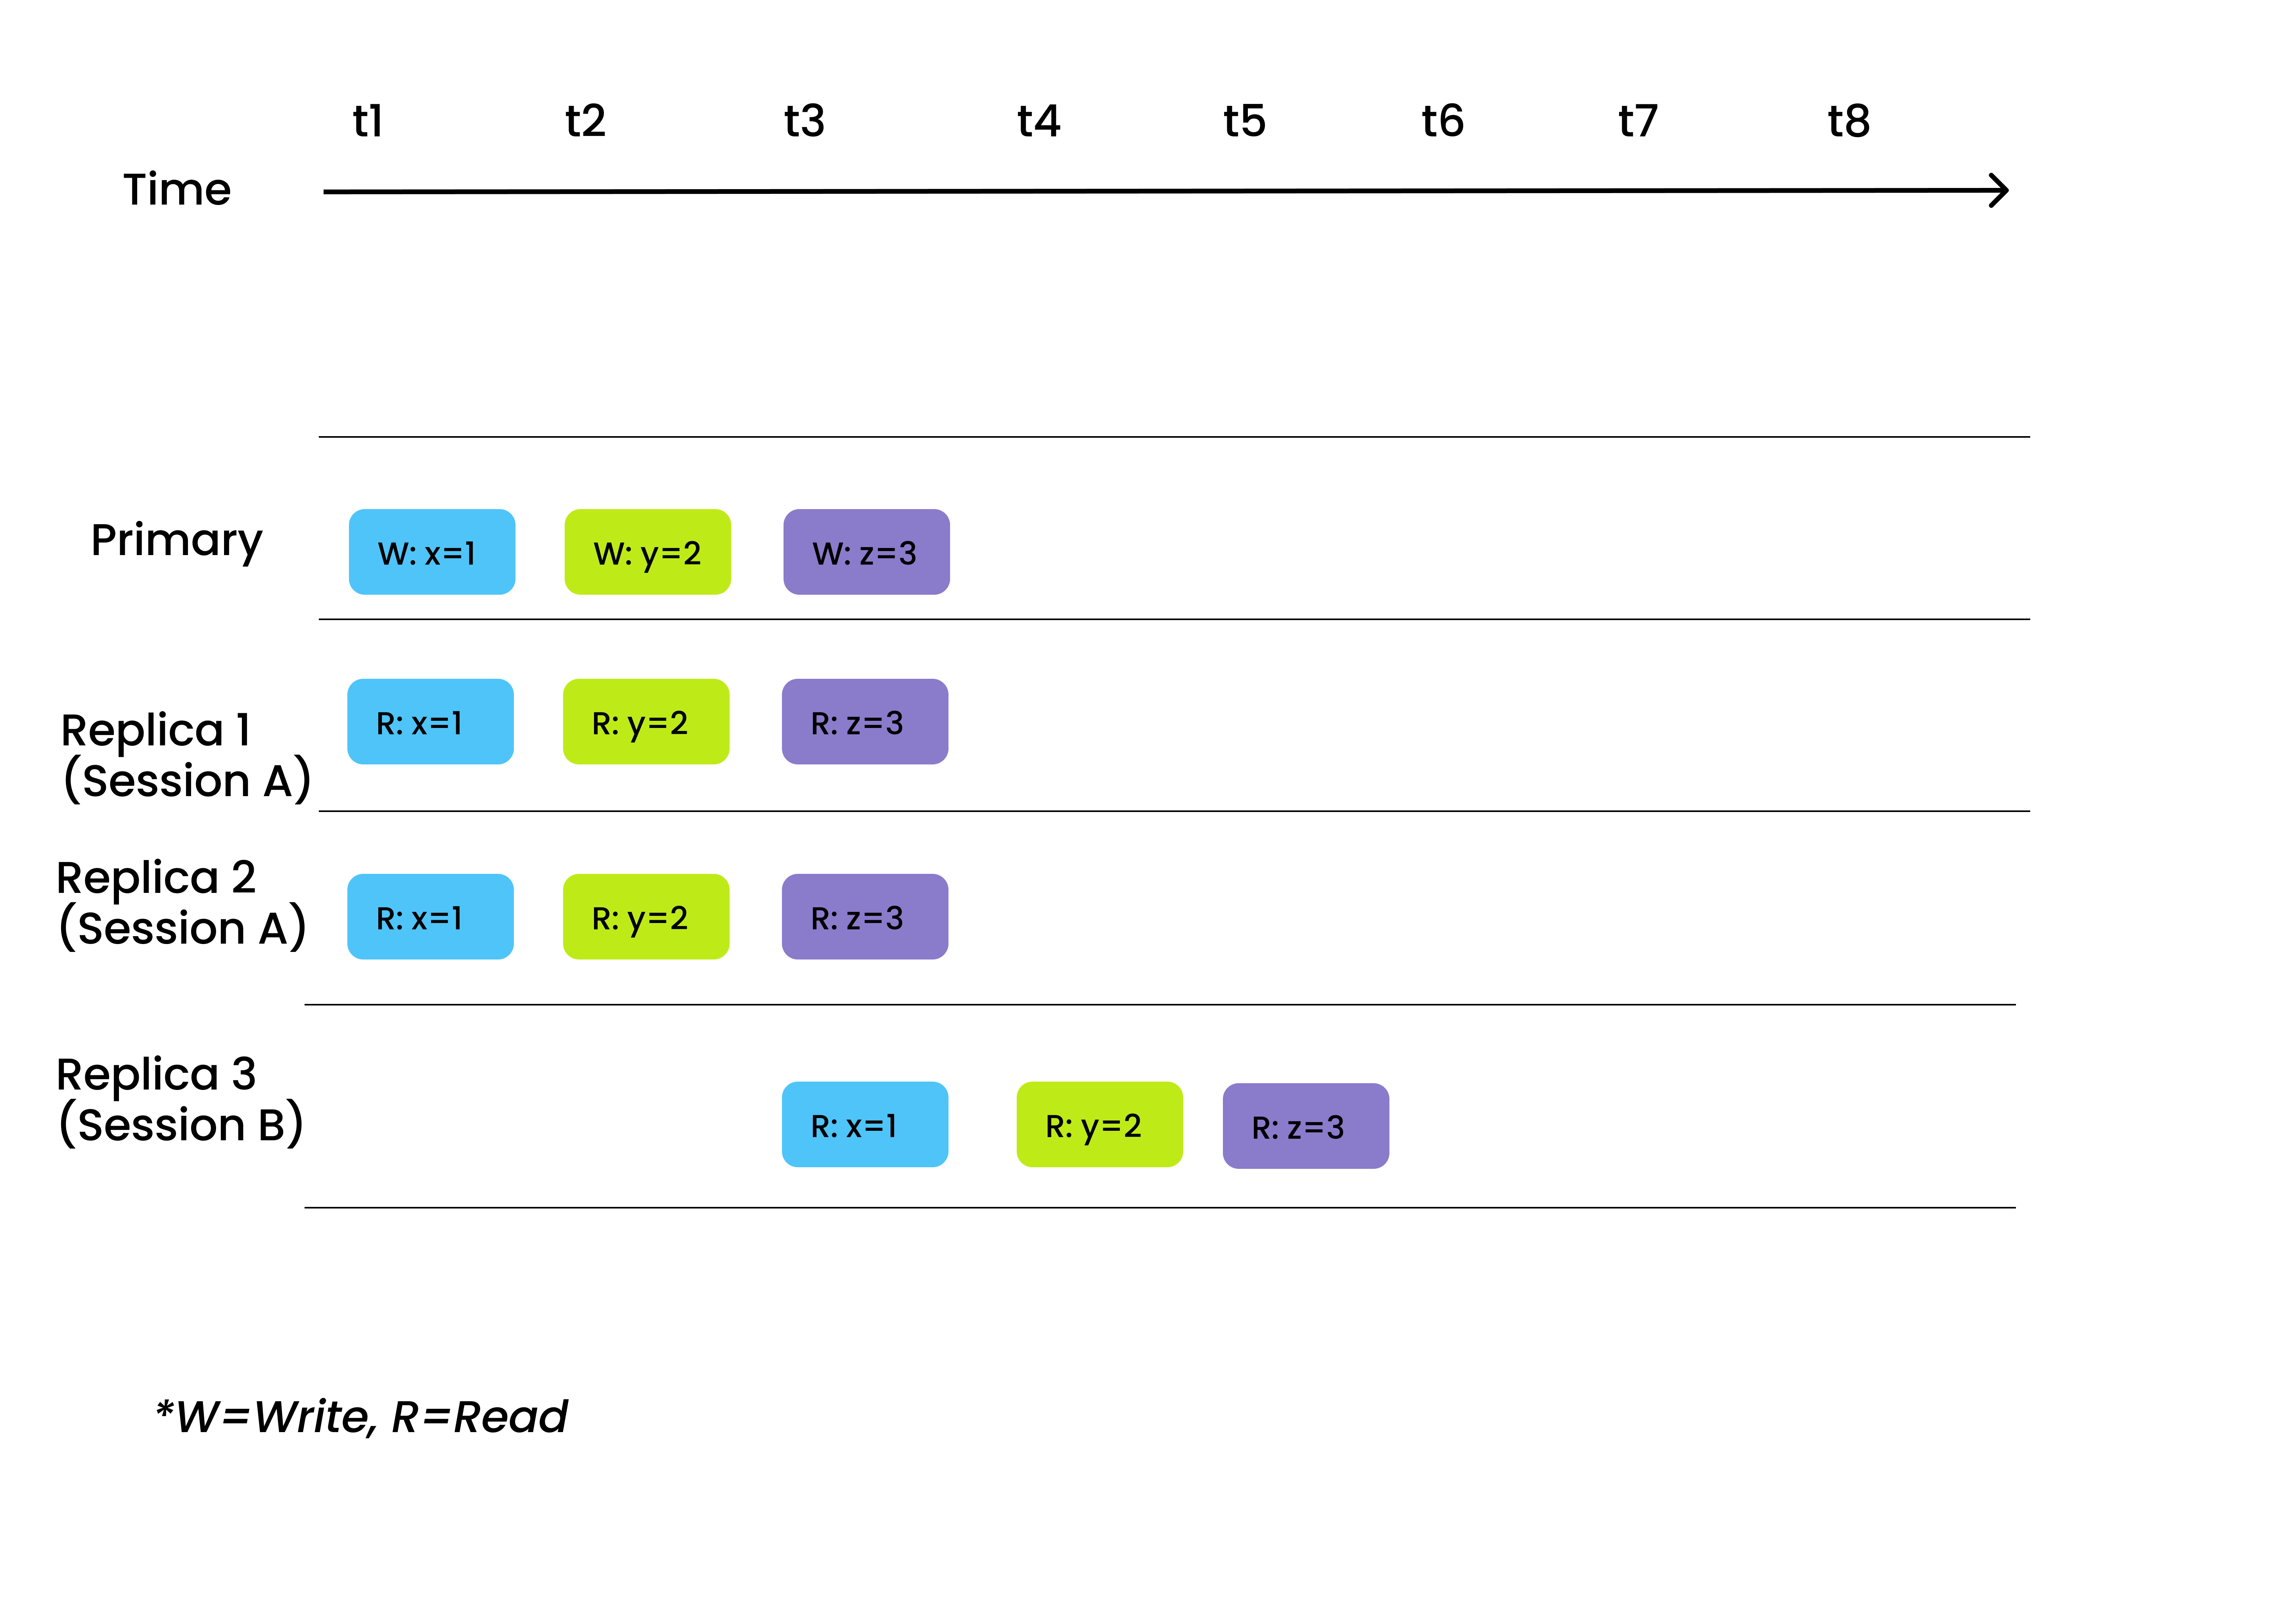 t1 t2 t3 t4 t5 t6 t7 t8
Time
Primary
W: x=1 W: y=2 W: z=3
Replica 1
(Session A)
R: x=1 R: y=2 R: z=3
Replica 2
(Session A)
R: x=1 R: y=2 R: z=3
Replica 3
(Session B)
R: x=1 R: y=2 R: z=3
*W=Write, R=Read